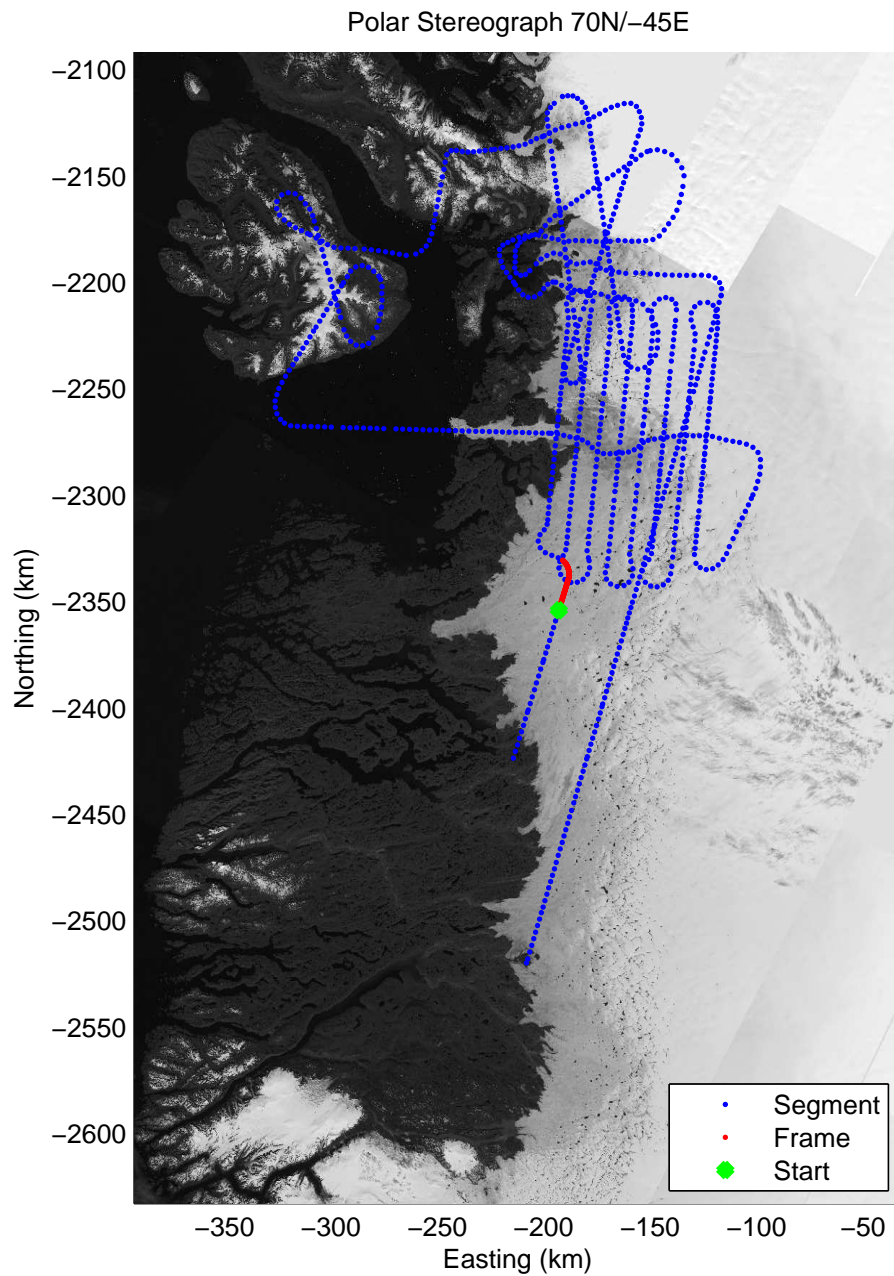 Polar Stereograph 70N/−45E
−2100
−2150
−2200
−2250
−2300
−2350
−2400
−2450
−2500
−2550
−2600
Northing (km)
Segment
Frame
Start
−350 −300 −250 −200 −150 −100 −50
Easting (km)